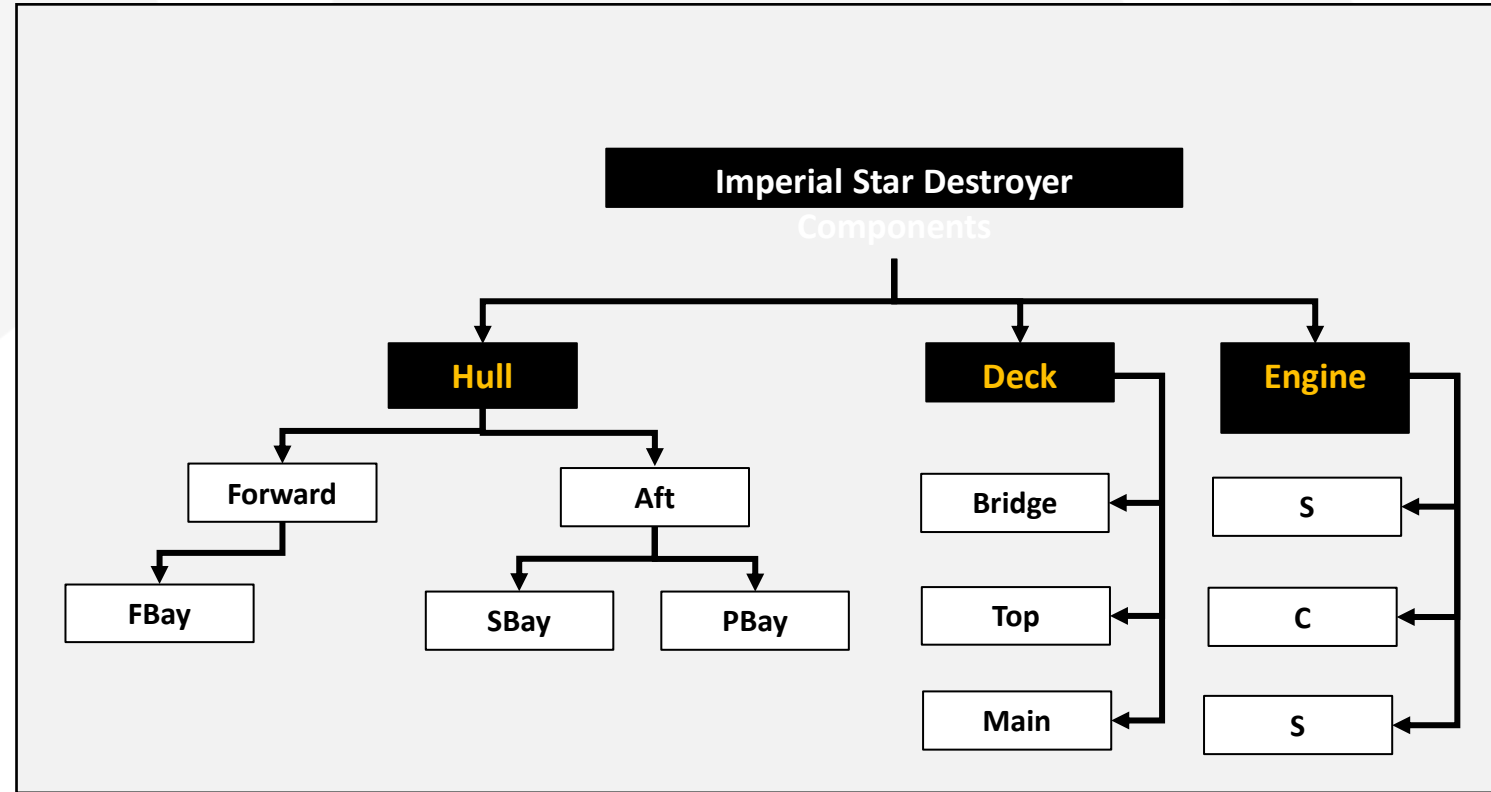 Imperial Star Destroyer
Components
Hull
Deck
Engine
Forward
Aft
Bridge
S
FBay
SBay
PBay
Top
C
Main
S